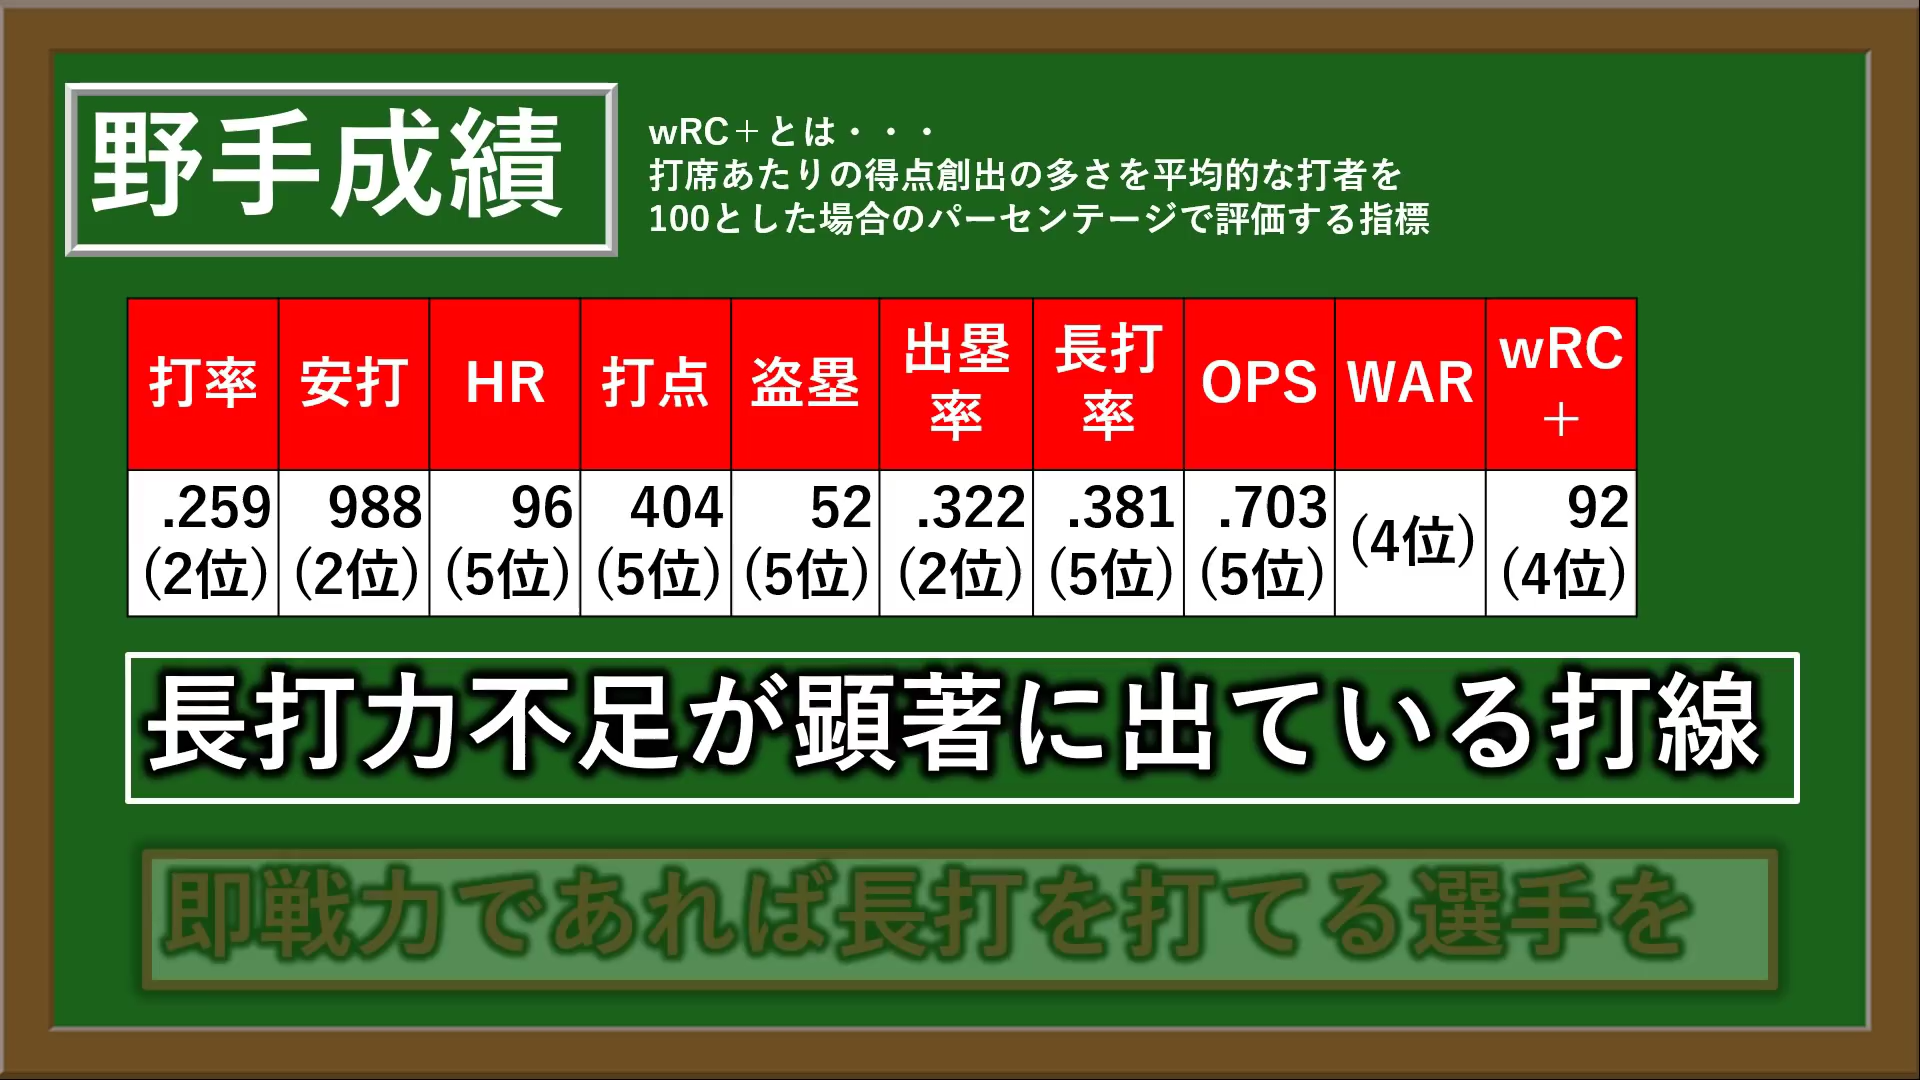 野手成績
wRC＋とは・・・
打席あたりの得点創出の多さを平均的な打者を
100とした場合のパーセンテージで評価する指標
打率 安打 HR 打点 盗塁 出塁率 長打率 OPS WAR wRC＋
.259 988 96 404 52 .322 .381 .703 (4位) 92
(2位) (2位) (5位) (5位) (5位) (2位) (5位) (5位) (4位)
長打力不足が顕著に出ている打線
即戦力であれば長打を打てる選手を